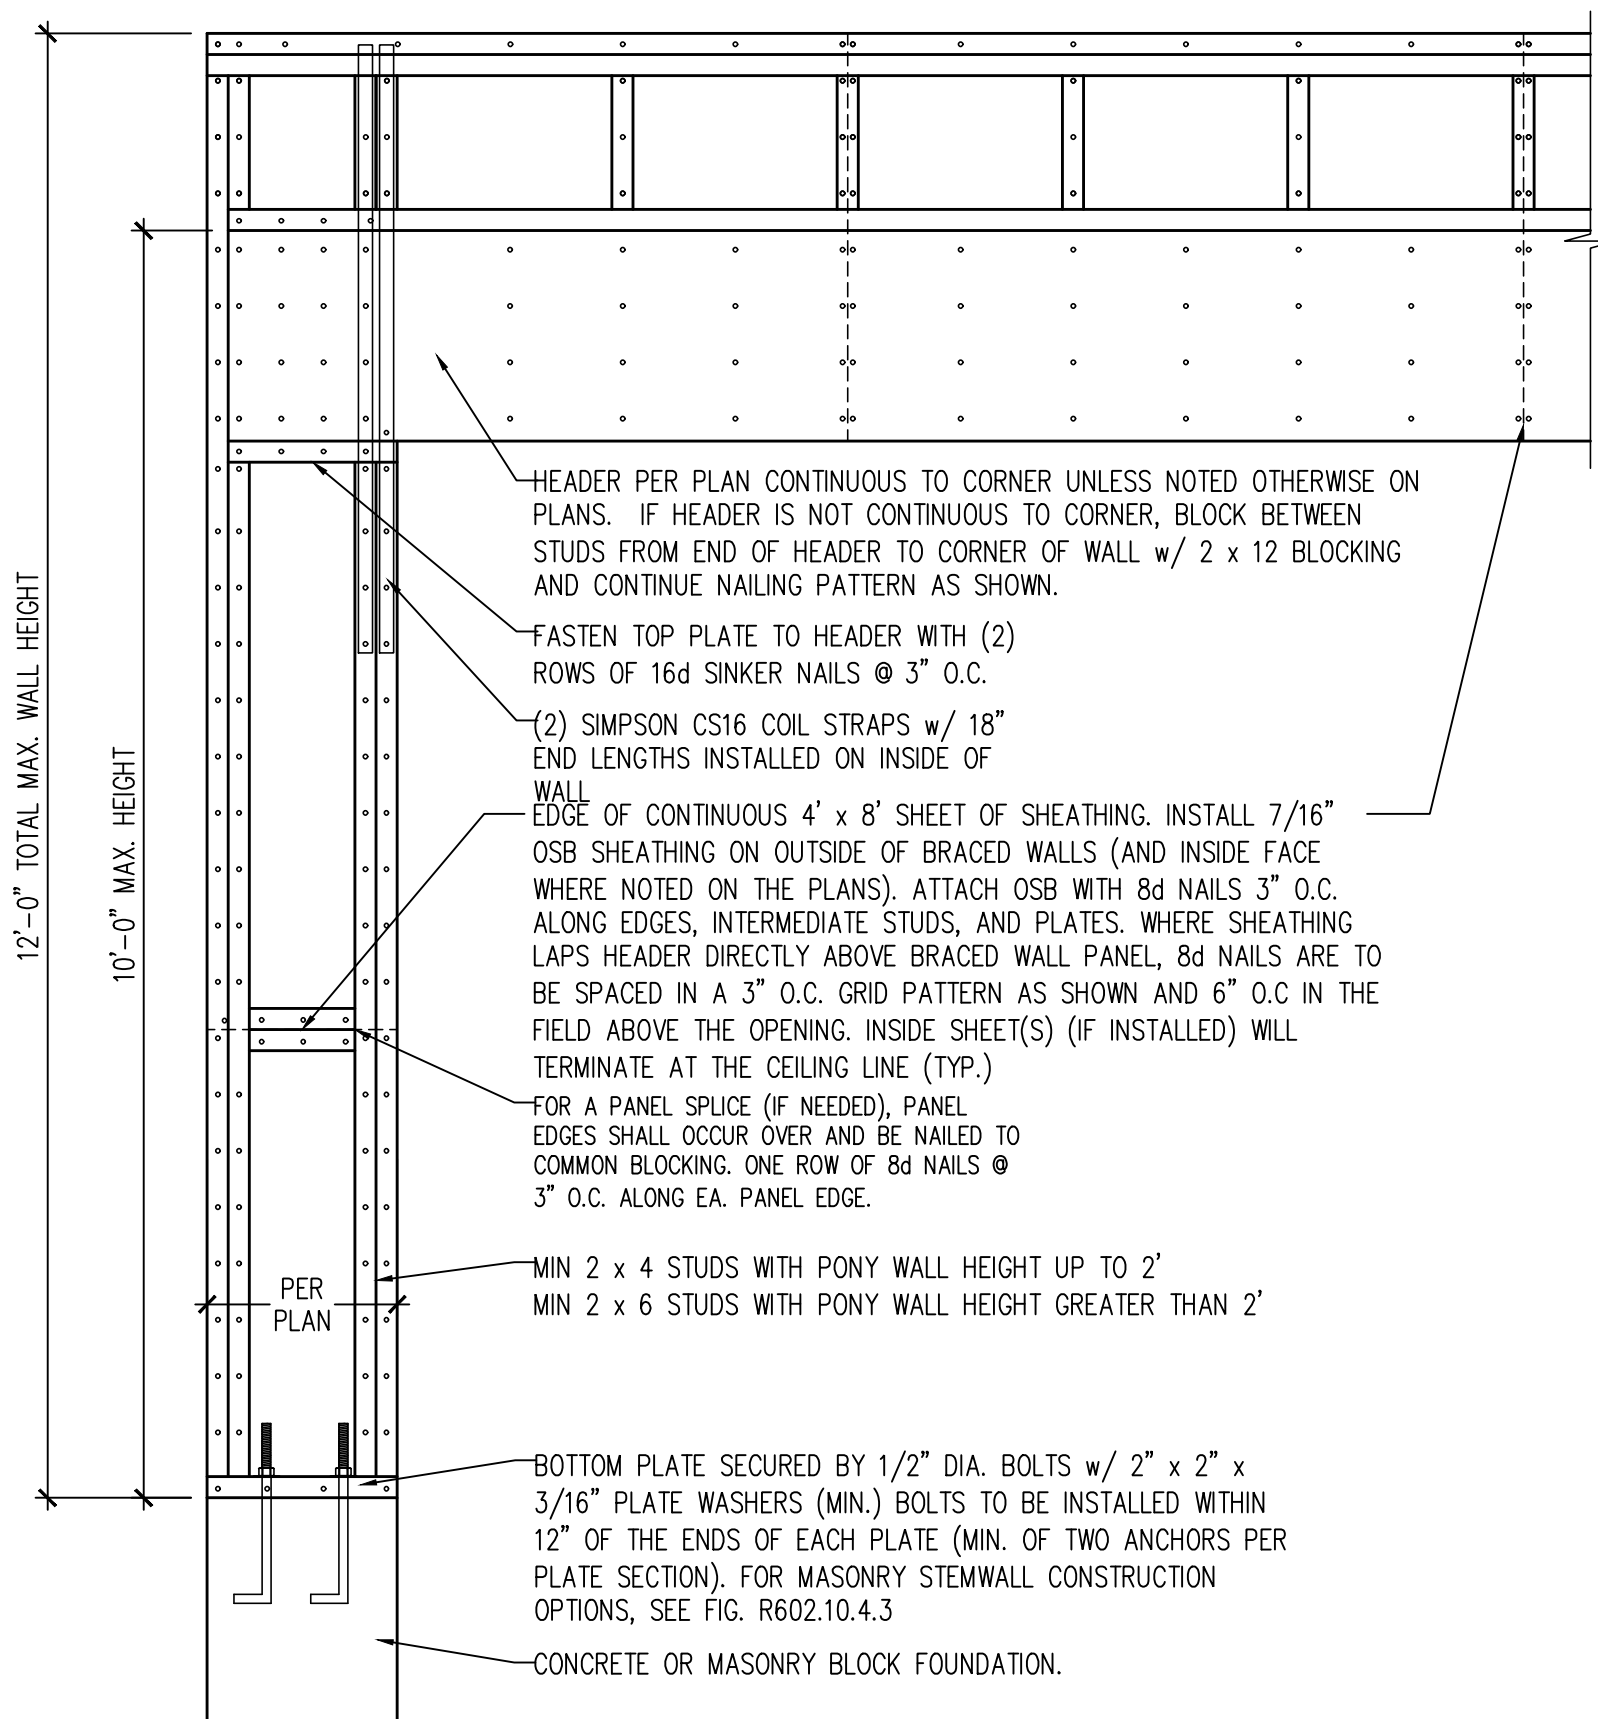 12'-0" TOTAL MAX. WALL HEIGHT
10'-0" MAX. HEIGHT
HEADER PER PLAN CONTINUOUS TO CORNER UNLESS NOTED OTHERWISE ON
PLANS. IF HEADER IS NOT CONTINUOUS TO CORNER, BLOCK BETWEEN
STUDS FROM END OF HEADER TO CORNER OF WALL w/ 2 x 12 BLOCKING
AND CONTINUE NAILING PATTERN AS SHOWN.
FASTEN TOP PLATE TO HEADER WITH (2)
ROWS OF 16d SINKER NAILS @ 3" O.C.
(2) SIMPSON CS16 COIL STRAPS w/ 18"
END LENGTHS INSTALLED ON INSIDE OF
WALL
EDGE OF CONTINUOUS 4' x 8' SHEET OF SHEATHING. INSTALL 7/16"
OSB SHEATHING ON OUTSIDE OF BRACED WALLS (AND INSIDE FACE
WHERE NOTED ON THE PLANS). ATTACH OSB WITH 8d NAILS 3" O.C.
ALONG EDGES, INTERMEDIATE STUDS, AND PLATES. WHERE SHEATHING
LAPS HEADER DIRECTLY ABOVE BRACED WALL PANEL, 8d NAILS ARE TO
BE SPACED IN A 3" O.C. GRID PATTERN AS SHOWN AND 6" O.C IN THE
FIELD ABOVE THE OPENING. INSIDE SHEET(S) (IF INSTALLED) WILL
TERMINATE AT THE CEILING LINE (TYP.)
FOR A PANEL SPLICE (IF NEEDED), PANEL
EDGES SHALL OCCUR OVER AND BE NAILED TO
COMMON BLOCKING. ONE ROW OF 8d NAILS @
3" O.C. ALONG EA. PANEL EDGE.
MIN 2 x 4 STUDS WITH PONY WALL HEIGHT UP TO 2'
MIN 2 x 6 STUDS WITH PONY WALL HEIGHT GREATER THAN 2'
PER
PLAN
BOTTOM PLATE SECURED BY 1/2" DIA. BOLTS w/ 2" x 2" x
3/16" PLATE WASHERS (MIN.) BOLTS TO BE INSTALLED WITHIN
12" OF THE ENDS OF EACH PLATE (MIN. OF TWO ANCHORS PER
PLATE SECTION). FOR MASONRY STEMWALL CONSTRUCTION
OPTIONS, SEE FIG. R602.10.4.3
CONCRETE OR MASONRY BLOCK FOUNDATION.